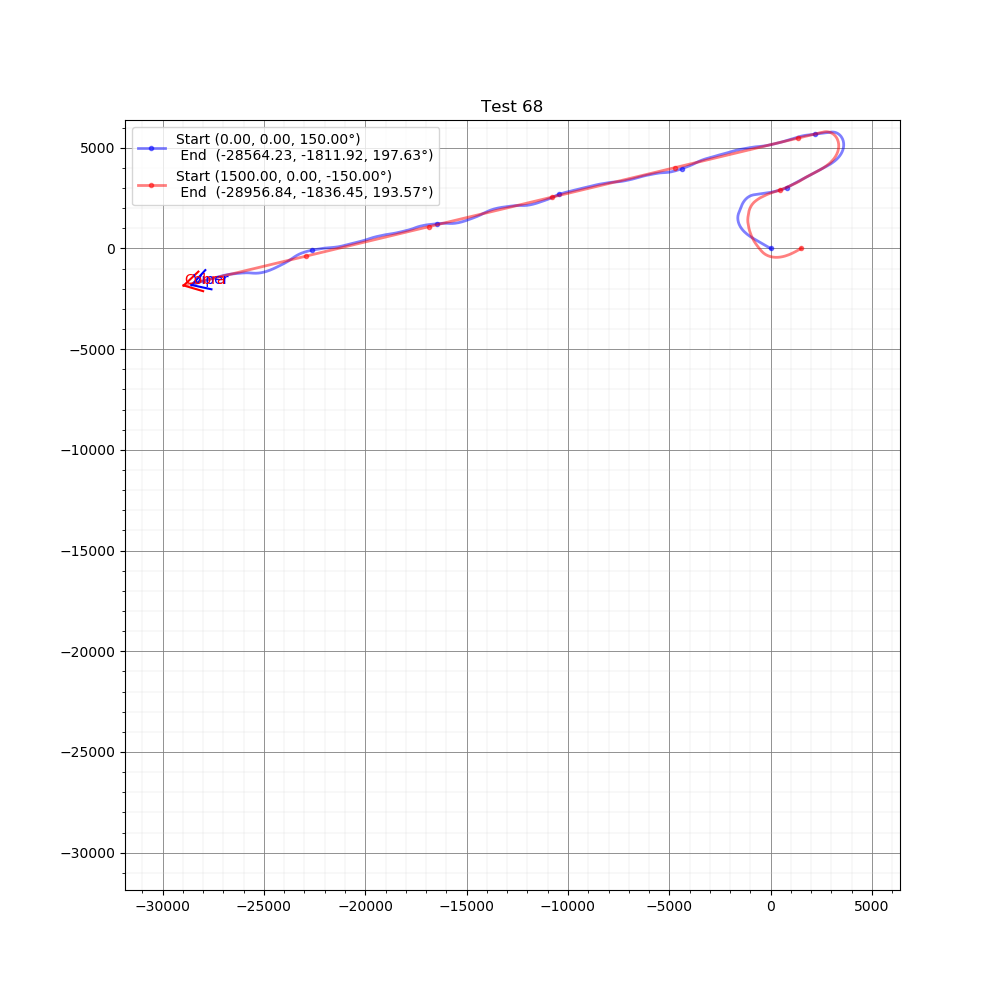 Test 68
Start (0.00, 0.00, 150.00°)
End  (-28564.23, -1811.92, 197.63°)
Start (1500.00, 0.00, -150.00°)
End  (-28956.84, -1836.45, 193.57°)
5000
0
−5000
−10000
−15000
−20000
−25000
−30000
−30000 −25000 −20000 −15000 −10000 −5000 0 5000